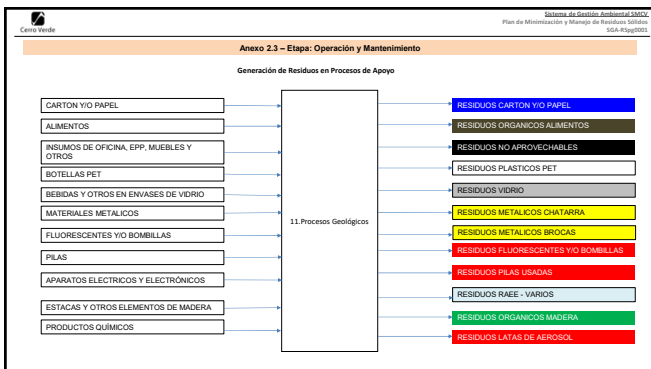 Cerro Verde
Sistema de Gestión Ambiental SMCV
Plan de Minimización y Manejo de Residuos Sólidos
SGA-RSpg0001
Anexo 2.3 – Etapa: Operación y Mantenimiento
Generación de Residuos en Procesos de Apoyo
CARTON Y/O PAPEL
ALIMENTOS
INSUMOS DE OFICINA, EPP, MUEBLES Y
OTROS
BOTELLAS PET
BEBIDAS Y OTROS EN ENVASES DE VIDRIO
MATERIALES METALICOS
FLUORESCENTES Y/O BOMBILLAS
PILAS
APARATOS ELECTRICOS Y ELECTRÓNICOS
ESTACAS Y OTROS ELEMENTOS DE MADERA
PRODUCTOS QUÍMICOS
11.Procesos Geológicos
RESIDUOS CARTON Y/O PAPEL
RESIDUOS ORGANICOS ALIMENTOS
RESIDUOS NO APROVECHABLES
RESIDUOS PLASTICOS PET
RESIDUOS VIDRIO
RESIDUOS METALICOS CHATARRA
RESIDUOS METALICOS BROCAS
RESIDUOS FLUORESCENTES Y/O BOMBILLAS
RESIDUOS PILAS USADAS
RESIDUOS RAEE - VARIOS
RESIDUOS ORGANICOS MADERA
RESIDUOS LATAS DE AEROSOL